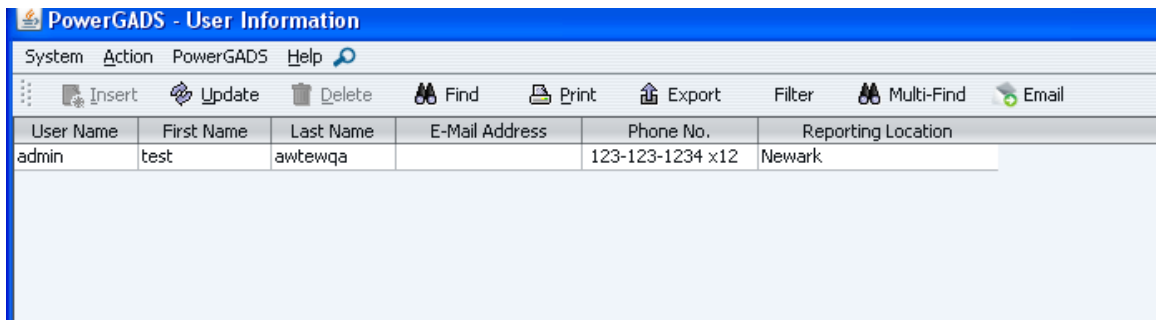 PowerGADS - User Information
System Action PowerGADS Help
Insert Update Delete Find Print Export Filter Multi-Find Email
User Name First Name Last Name E-Mail Address Phone No. Reporting Location
admin test awtewqa 123-123-1234 x12 Newark